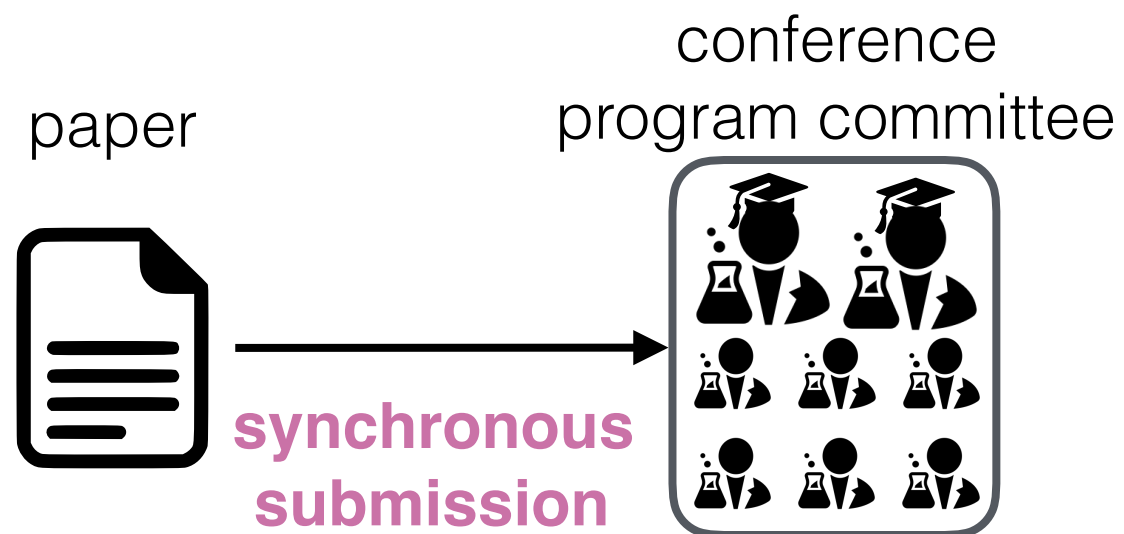 paper
conference
program committee
synchronous
submission